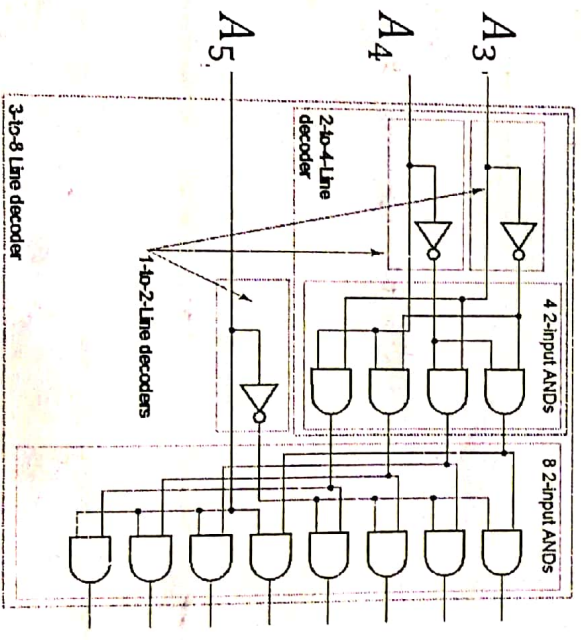 A3
A4
A5
4 2-input ANDs
8 2-input ANDs
2-to-4-Line
decoder
1-to-2-Line decoders
3-to-8 Line decoder